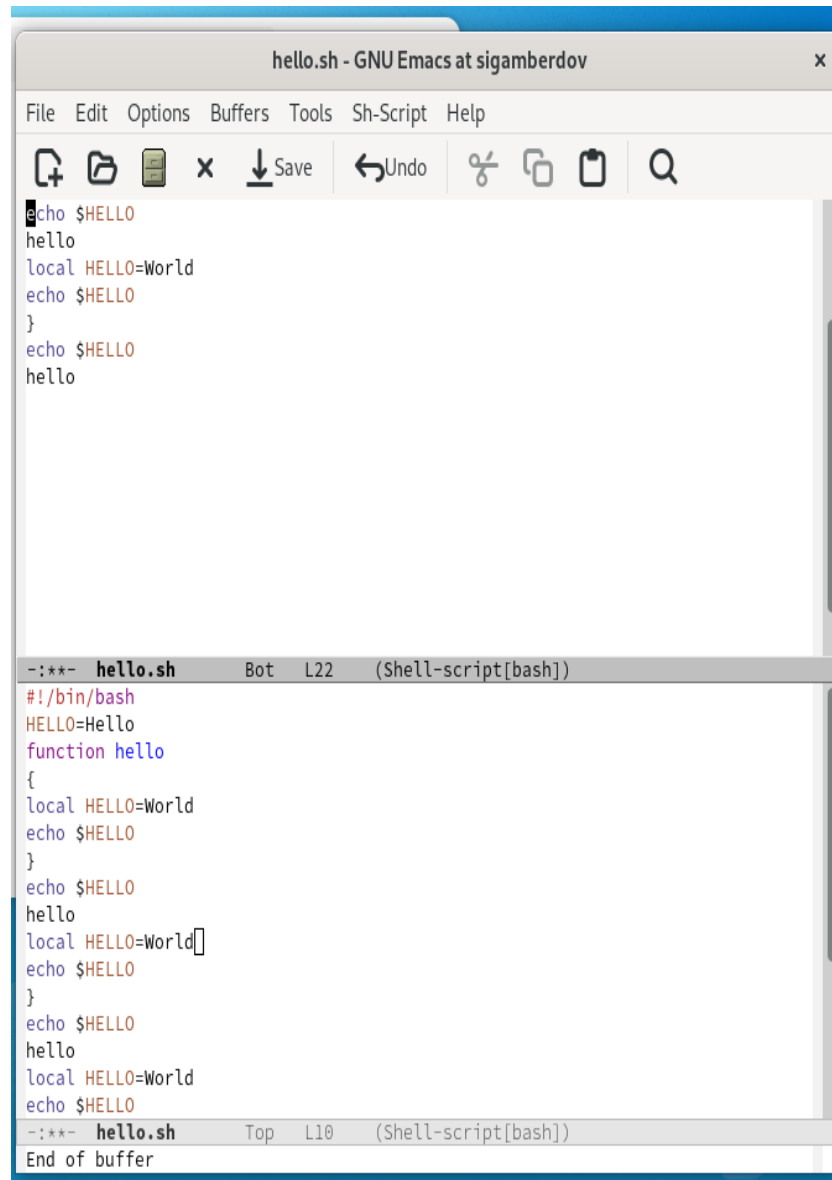 hello.sh - GNU Emacs at sigamberdov
File Edit Options Buffers Tools Sh-Script Help
Save Undo
echo $HELLO
hello
local HELLO=World
echo $HELLO
}
echo $HELLO
hello
-:**- hello.sh Bot L22 (Shell-script[bash])
#!/bin/bash
HELLO=Hello
function hello
{
local HELLO=World
echo $HELLO
}
echo $HELLO
hello
local HELLO=World
echo $HELLO
}
echo $HELLO
hello
local HELLO=World
echo $HELLO
-:**- hello.sh Top L10 (Shell-script[bash])
End of buffer